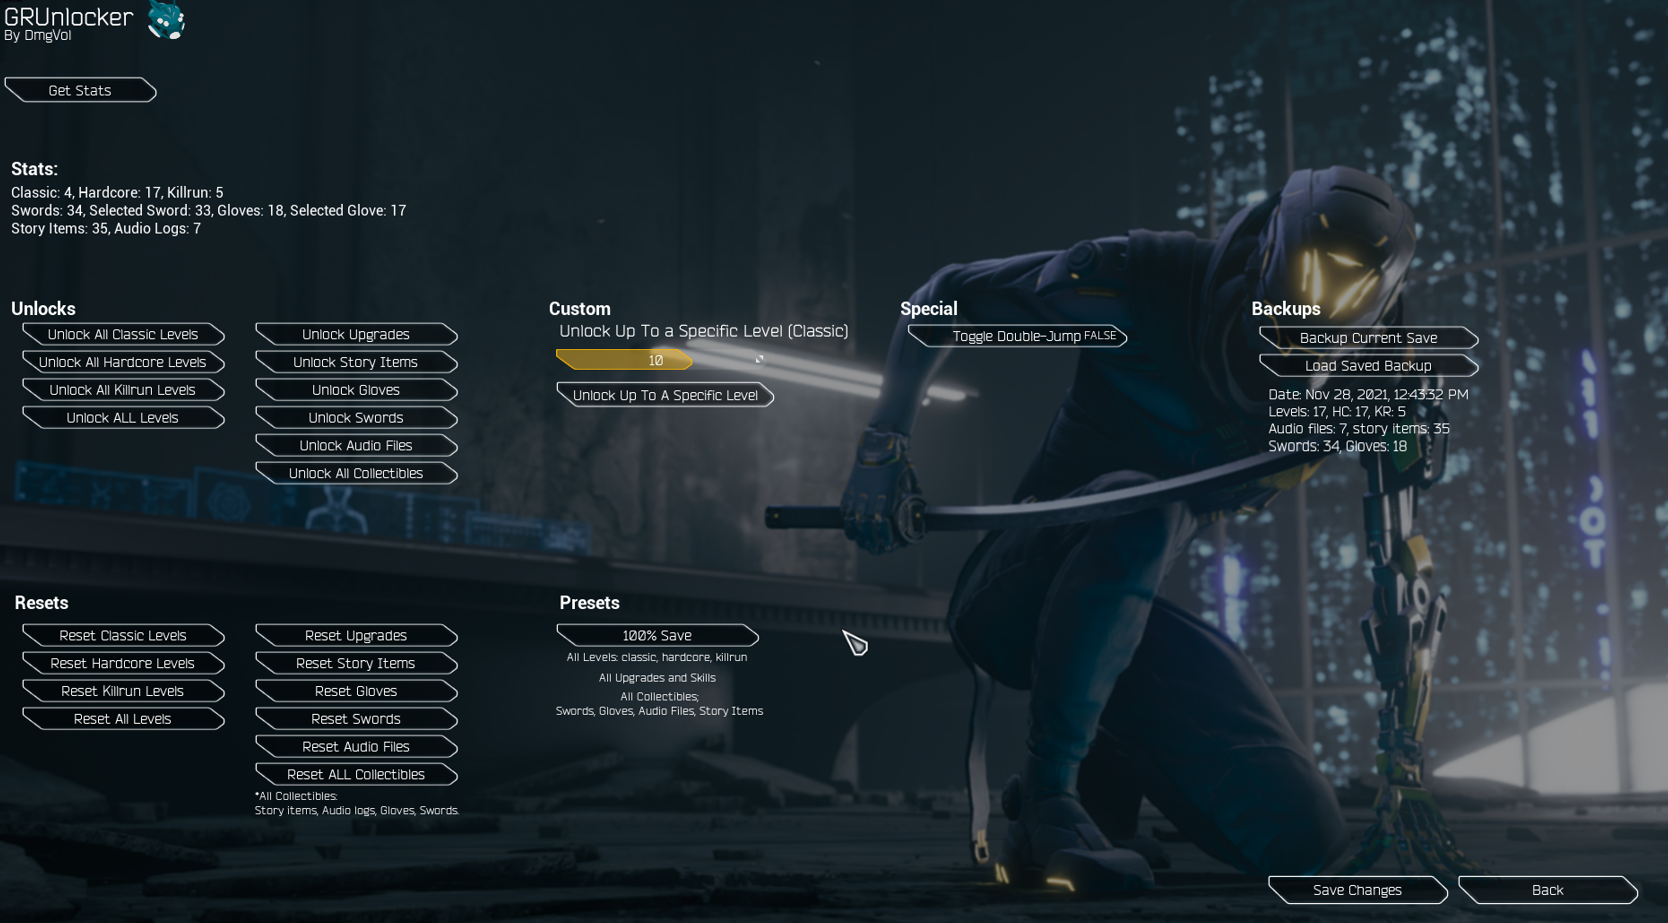 GRUnlocker
By DmgVol
Get Stats
Stats:
Classic: 4, Hardcore: 17, Killrun: 5
Swords: 34, Selected Sword: 33, Gloves: 18, Selected Glove: 17
Story Items: 35, Audio Logs: 7
Unlocks
Unlock All Classic Levels
Unlock All Hardcore Levels
Unlock All Killrun Levels
Unlock ALL Levels
Unlock Upgrades
Unlock Story Items
Unlock Gloves
Unlock Swords
Unlock Audio Files
Unlock All Collectibles
Custom
Unlock Up To a Specific Level (Classic)
10
Unlock Up To A Specific Level
Special
Toggle Double-Jump FALSE
Backups
Backup Current Save
Load Saved Backup
Date: Nov 28, 2021, 12:43:32 PM
Levels: 17, HC: 17, KR: 5
Audio files: 7, story items: 35
Swords: 34, Gloves: 18
Resets
Reset Classic Levels
Reset Hardcore Levels
Reset Killrun Levels
Reset All Levels
Reset Upgrades
Reset Story Items
Reset Gloves
Reset Swords
Reset Audio Files
Reset ALL Collectibles
*All Collectibles:
Story items, Audio logs, Gloves, Swords.
Presets
100% Save
All Levels: classic, hardcore, killrun
All Upgrades and Skills
All Collectibles;
Swords, Gloves, Audio Files, Story Items
Save Changes
Back